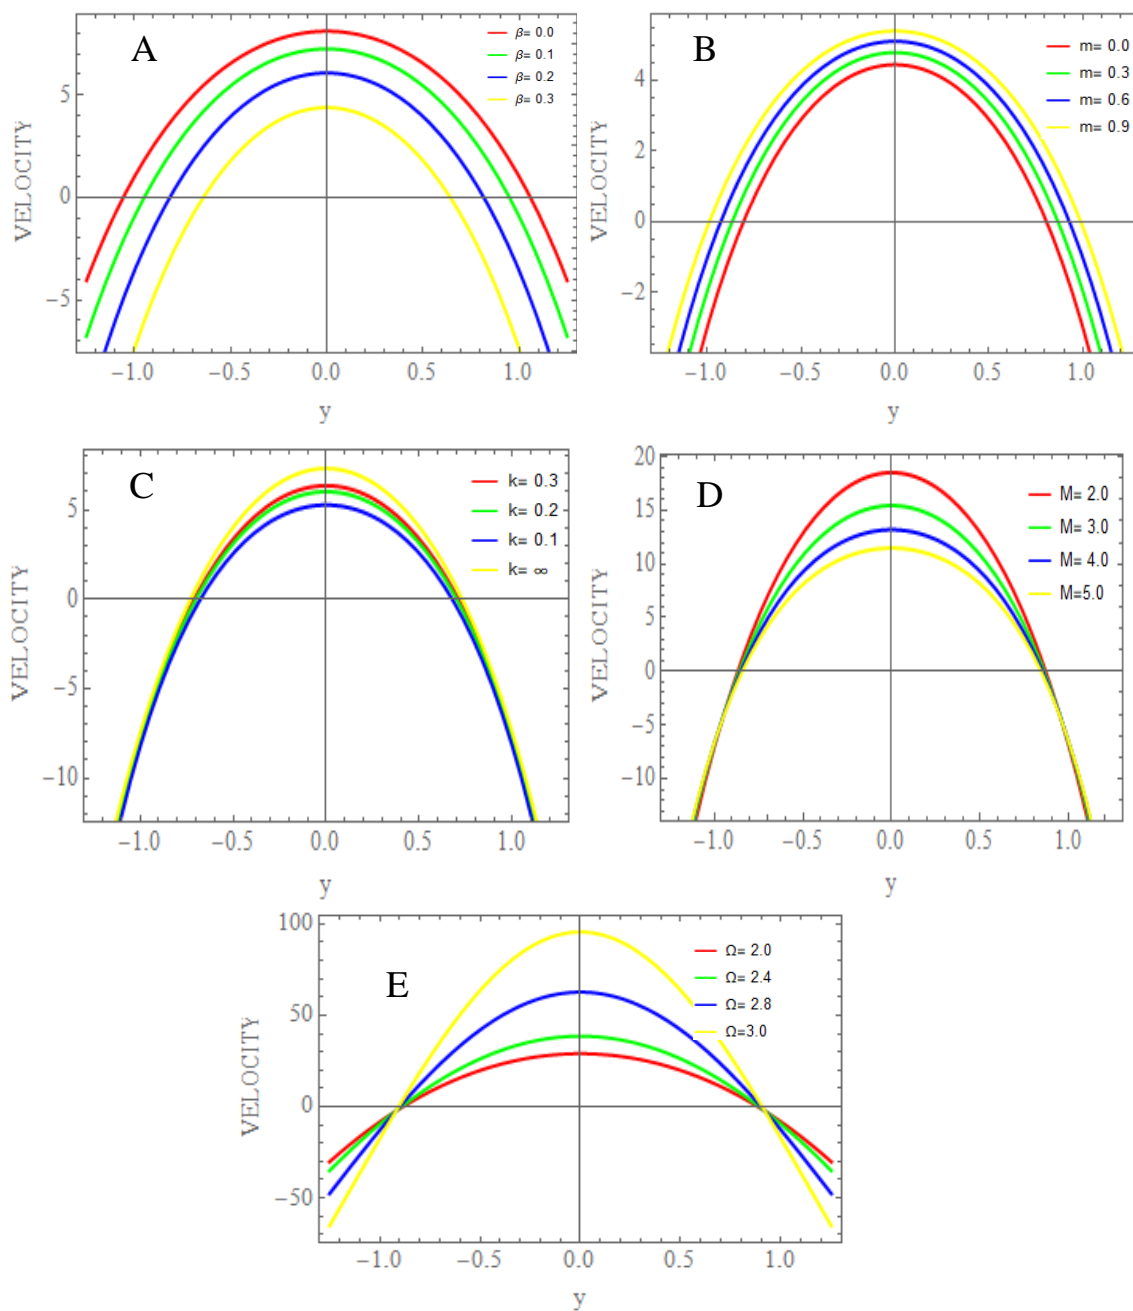 A
β= 0.0
β= 0.1
β= 0.2
β= 0.3
5
0
−5
VELOCITY
−1.0 −0.5 0.0 0.5 1.0
y
B
m= 0.0
m= 0.3
m= 0.6
m= 0.9
4
2
0
−2
VELOCITY
−1.0 −0.5 0.0 0.5 1.0
y
C
k= 0.3
k= 0.2
k= 0.1
k= ∞
5
0
−5
−10
VELOCITY
−1.0 −0.5 0.0 0.5 1.0
y
D
M= 2.0
M= 3.0
M= 4.0
M=5.0
20
15
10
5
0
−5
−10
VELOCITY
−1.0 −0.5 0.0 0.5 1.0
y
E
Ω= 2.0
Ω= 2.4
Ω= 2.8
Ω=3.0
100
50
0
−50
VELOCITY
−1.0 −0.5 0.0 0.5 1.0
y